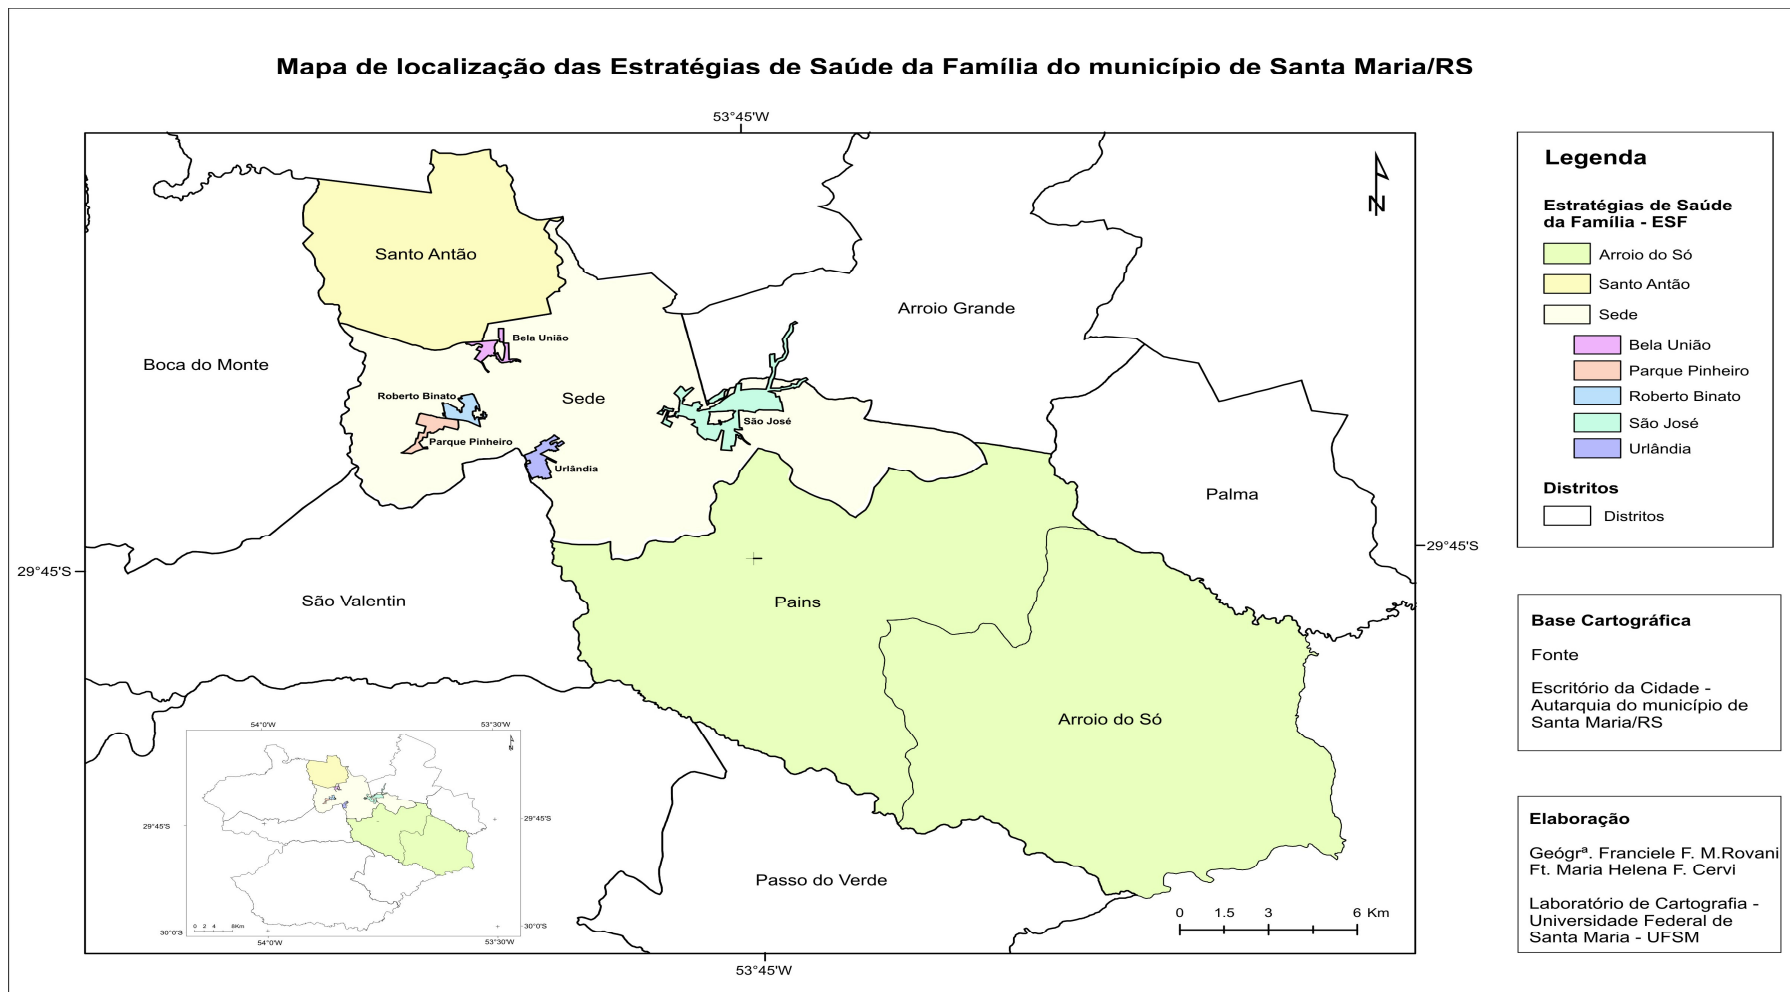 Mapa de localização das Estratégias de Saúde da Família do município de Santa Maria/RS
53°45'W
N
Santo Antão
Arroio Grande
Bela União
Boca do Monte
Sede
Roberto Binato
São José
Parque Pinheiro
Urlândia
Palma
29°45'S
29°45'S
São Valentin
Pains
Arroio do Só
Passo do Verde
0 1.5 3 6 Km
53°45'W
54°0'W
53°30'W
N
29°45'S
29°45'S
0 2 4 8Km
30°0'S
30°0'S
54°0'W
53°30'W
Legenda
Estratégias de Saúde
da Família - ESF
Arroio do Só
Santo Antão
Sede
Bela União
Parque Pinheiro
Roberto Binato
São José
Urlândia
Distritos
Distritos
Base Cartográfica
Fonte
Escritório da Cidade -
Autarquia do município de
Santa Maria/RS
Elaboração
Geógrª. Franciele F. M.Rovani
Ft. Maria Helena F. Cervi
Laboratório de Cartografia -
Universidade Federal de
Santa Maria - UFSM